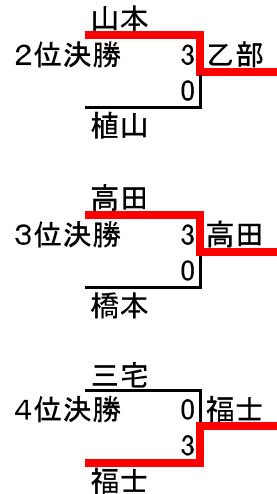 山本
2位決勝 3 乙部
0
植山
高田
3位決勝 3 高田
0
橋本
三宅
4位決勝 0 福士
3
福士